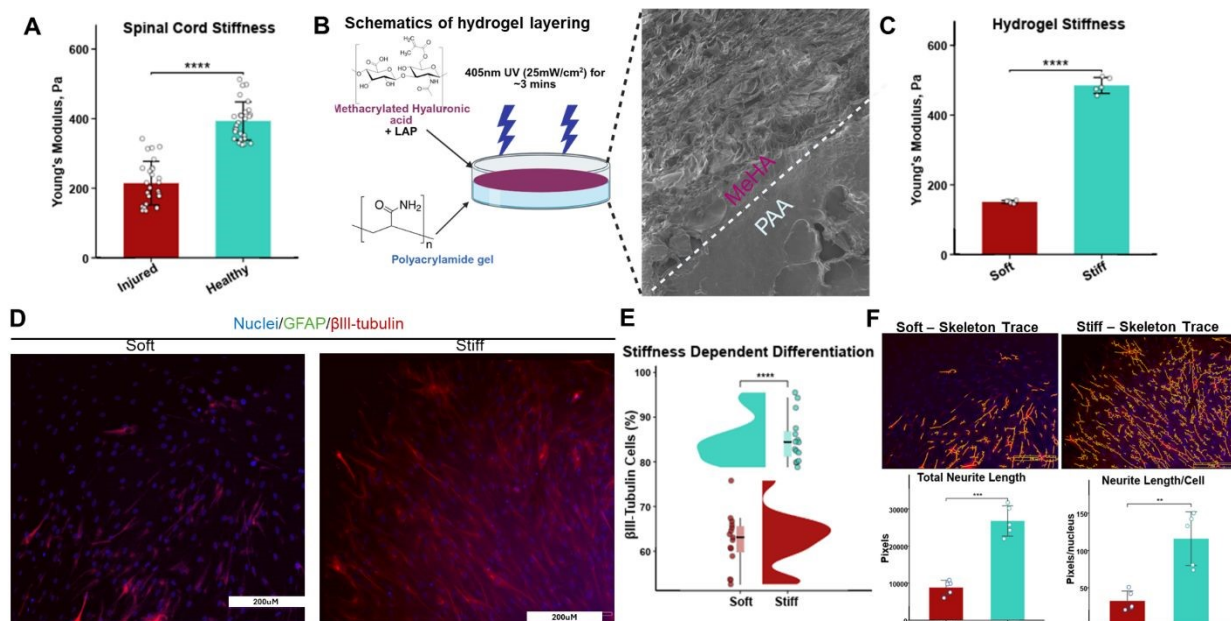 A
Spinal Cord Stiffness
****
Young's Modulus, Pa
600
400
200
0
Injured
Healthy
B
Schematics of hydrogel layering
405nm UV (25mW/cm²) for
~3 mins
Methacrylated Hyaluronic
acid
+ LAP
NH₂
O
n
Polyacrylamide gel
MeHA
PAA
C
Hydrogel Stiffness
****
Young's Modulus, Pa
600
400
200
0
Soft
Stiff
D
Nuclei/GFAP/βIII-tubulin
Soft
Stiff
200uM
200uM
E
Stiffness Dependent Differentiation
****
βIII-Tubulin Cells (%)
100
90
80
70
60
Soft
Stiff
F
Soft – Skeleton Trace
Stiff – Skeleton Trace
Total Neurite Length
***
Pixels
30000
20000
10000
0
Neurite Length/Cell
**
Pixels/nucleus
150
100
50